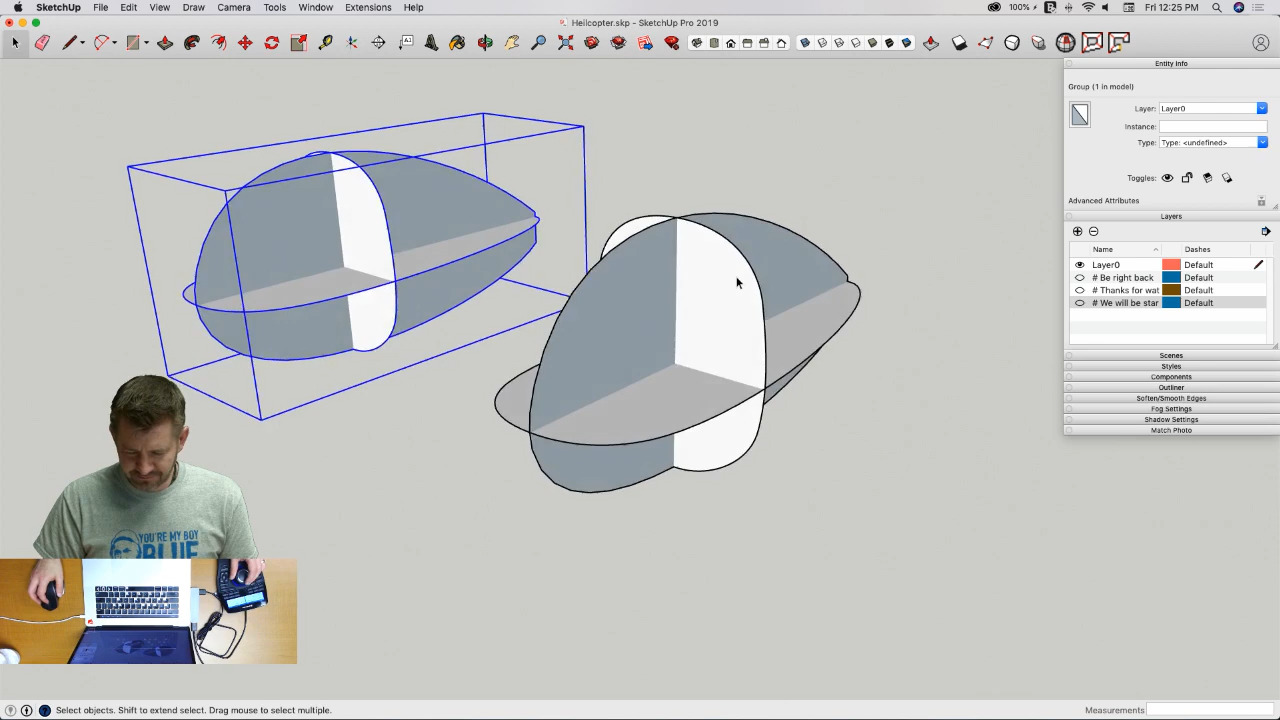 SketchUp File Edit View Draw Camera Tools Window Extensions Help
100% Fri 12:25 PM
Helicopter.skp - SketchUp Pro 2019
Entity Info
Group (1 in model)
Layer: Layer0
Instance:
Type: Type: <undefined>
Toggles:
Advanced Attributes
Layers
Name Dashes
Layer0 Default
# Be right back Default
# Thanks for wat Default
# We will be star Default
Scenes
Styles
Components
Outliner
Soften/Smooth Edges
Fog Settings
Shadow Settings
Match Photo
YOU'RE MY BOY
BLUE
Select objects. Shift to extend select. Drag mouse to select multiple.
Measurements